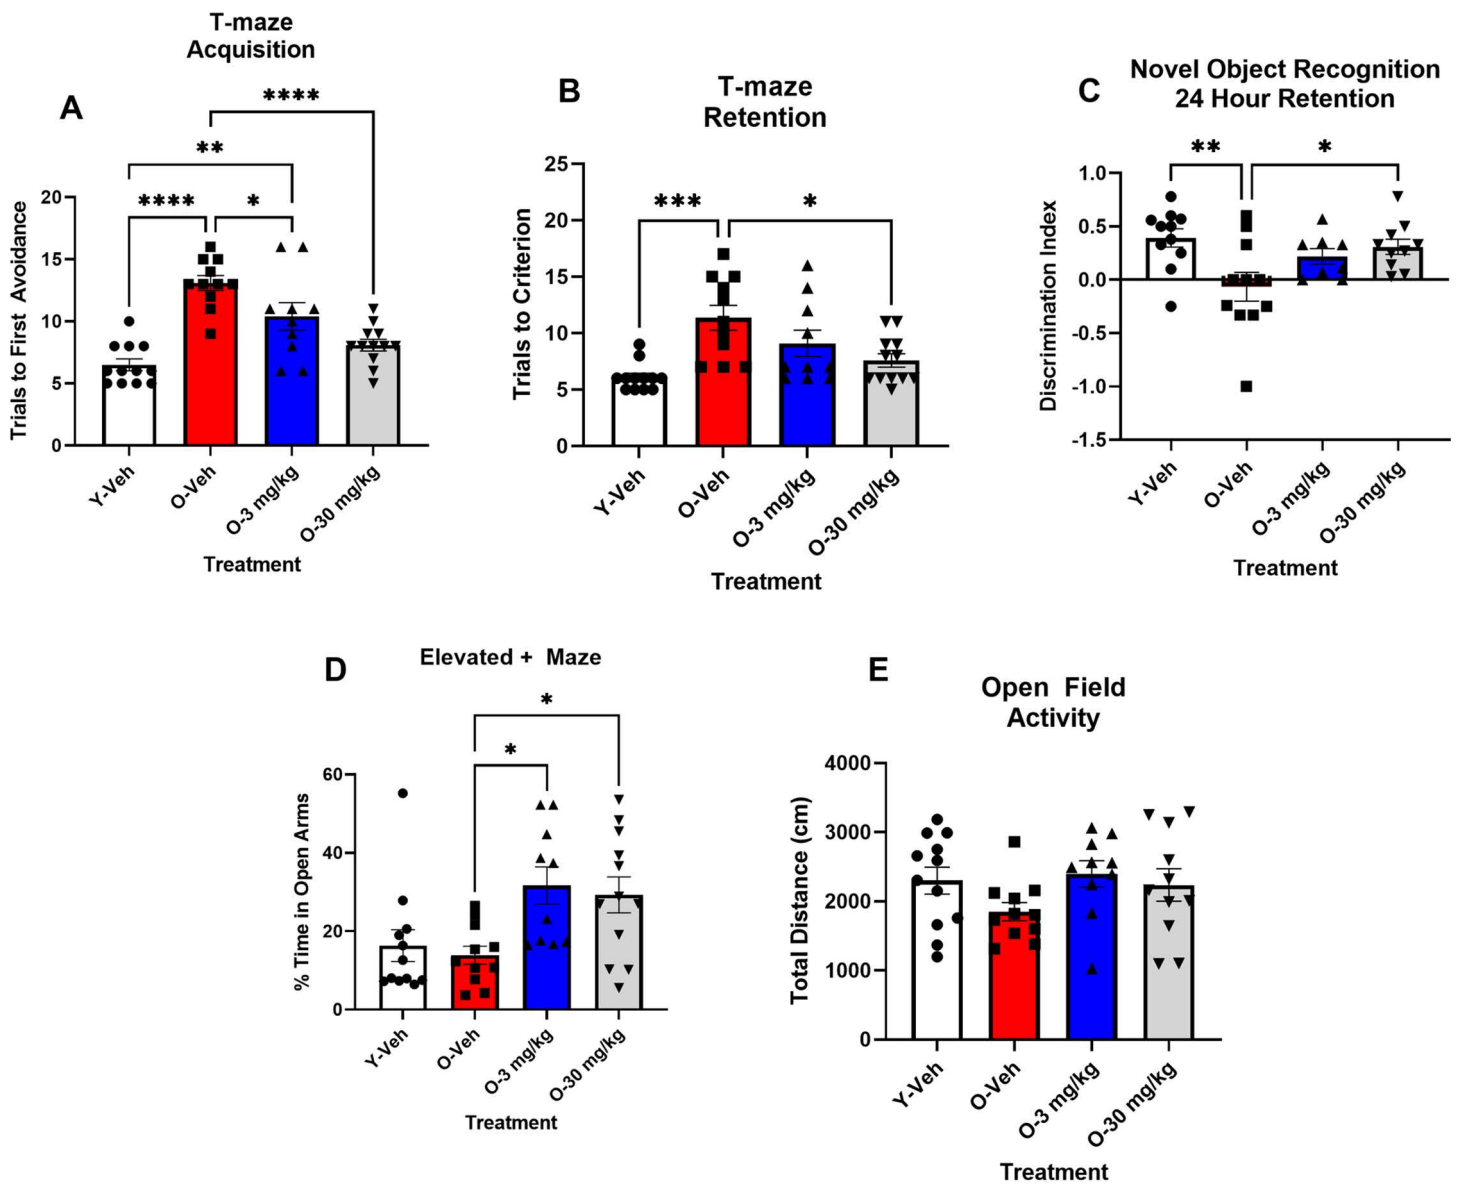 T-maze
Acquisition
A
****
**
****
*
20
15
10
5
0
Trials to First Avoidance
Y-Veh
O-Veh
O-3 mg/kg
O-30 mg/kg
Treatment
B
T-maze
Retention
***
*
25
20
15
10
5
0
Trials to Criterion
Y-Veh
O-Veh
O-3 mg/kg
O-30 mg/kg
Treatment
C
Novel Object Recognition
24 Hour Retention
**
*
1.0
0.5
0.0
-0.5
-1.0
-1.5
Discrimination Index
Y-Veh
O-Veh
O-3 mg/kg
O-30 mg/kg
Treatment
D
Elevated + Maze
*
*
60
40
20
0
% Time in Open Arms
Y-Veh
O-Veh
O-3 mg/kg
O-30 mg/kg
Treatment
E
Open Field
Activity
4000
3000
2000
1000
0
Total Distance (cm)
Y-Veh
O-Veh
O-3 mg/kg
O-30 mg/kg
Treatment